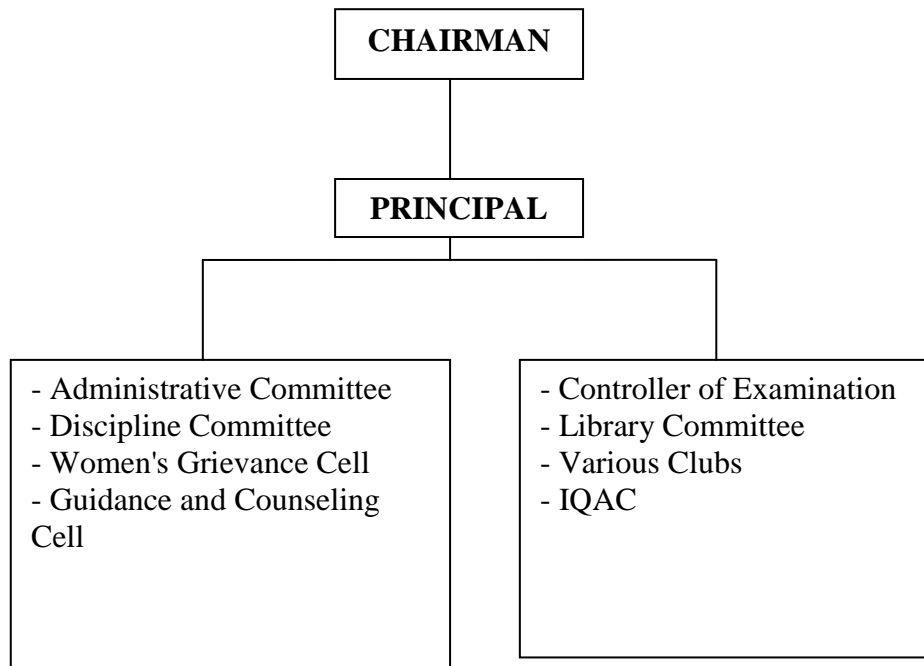 CHAIRMAN
PRINCIPAL
- Administrative Committee
- Discipline Committee
- Women's Grievance Cell
- Guidance and Counseling
Cell
- Controller of Examination
- Library Committee
- Various Clubs
- IQAC